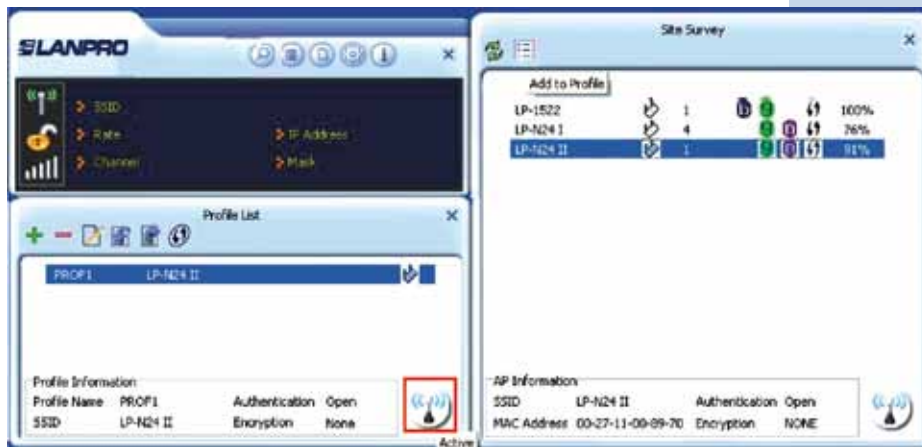 SLANPRO
SSID
Rate
IP Address
Channel
Mask
Profile List
PROF1 LP-N24 II
Profile Information
Profile Name PROF1 Authentication Open
SSID LP-N24 II Encryption None
Active
Site Survey
Add to Profile
LP-1522 1 100%
LP-N24 I 4 76%
LP-N24 II 1 91%
AP Information
SSID LP-N24 II Authentication Open
MAC Address 00-27-11-00-89-70 Encryption NONE